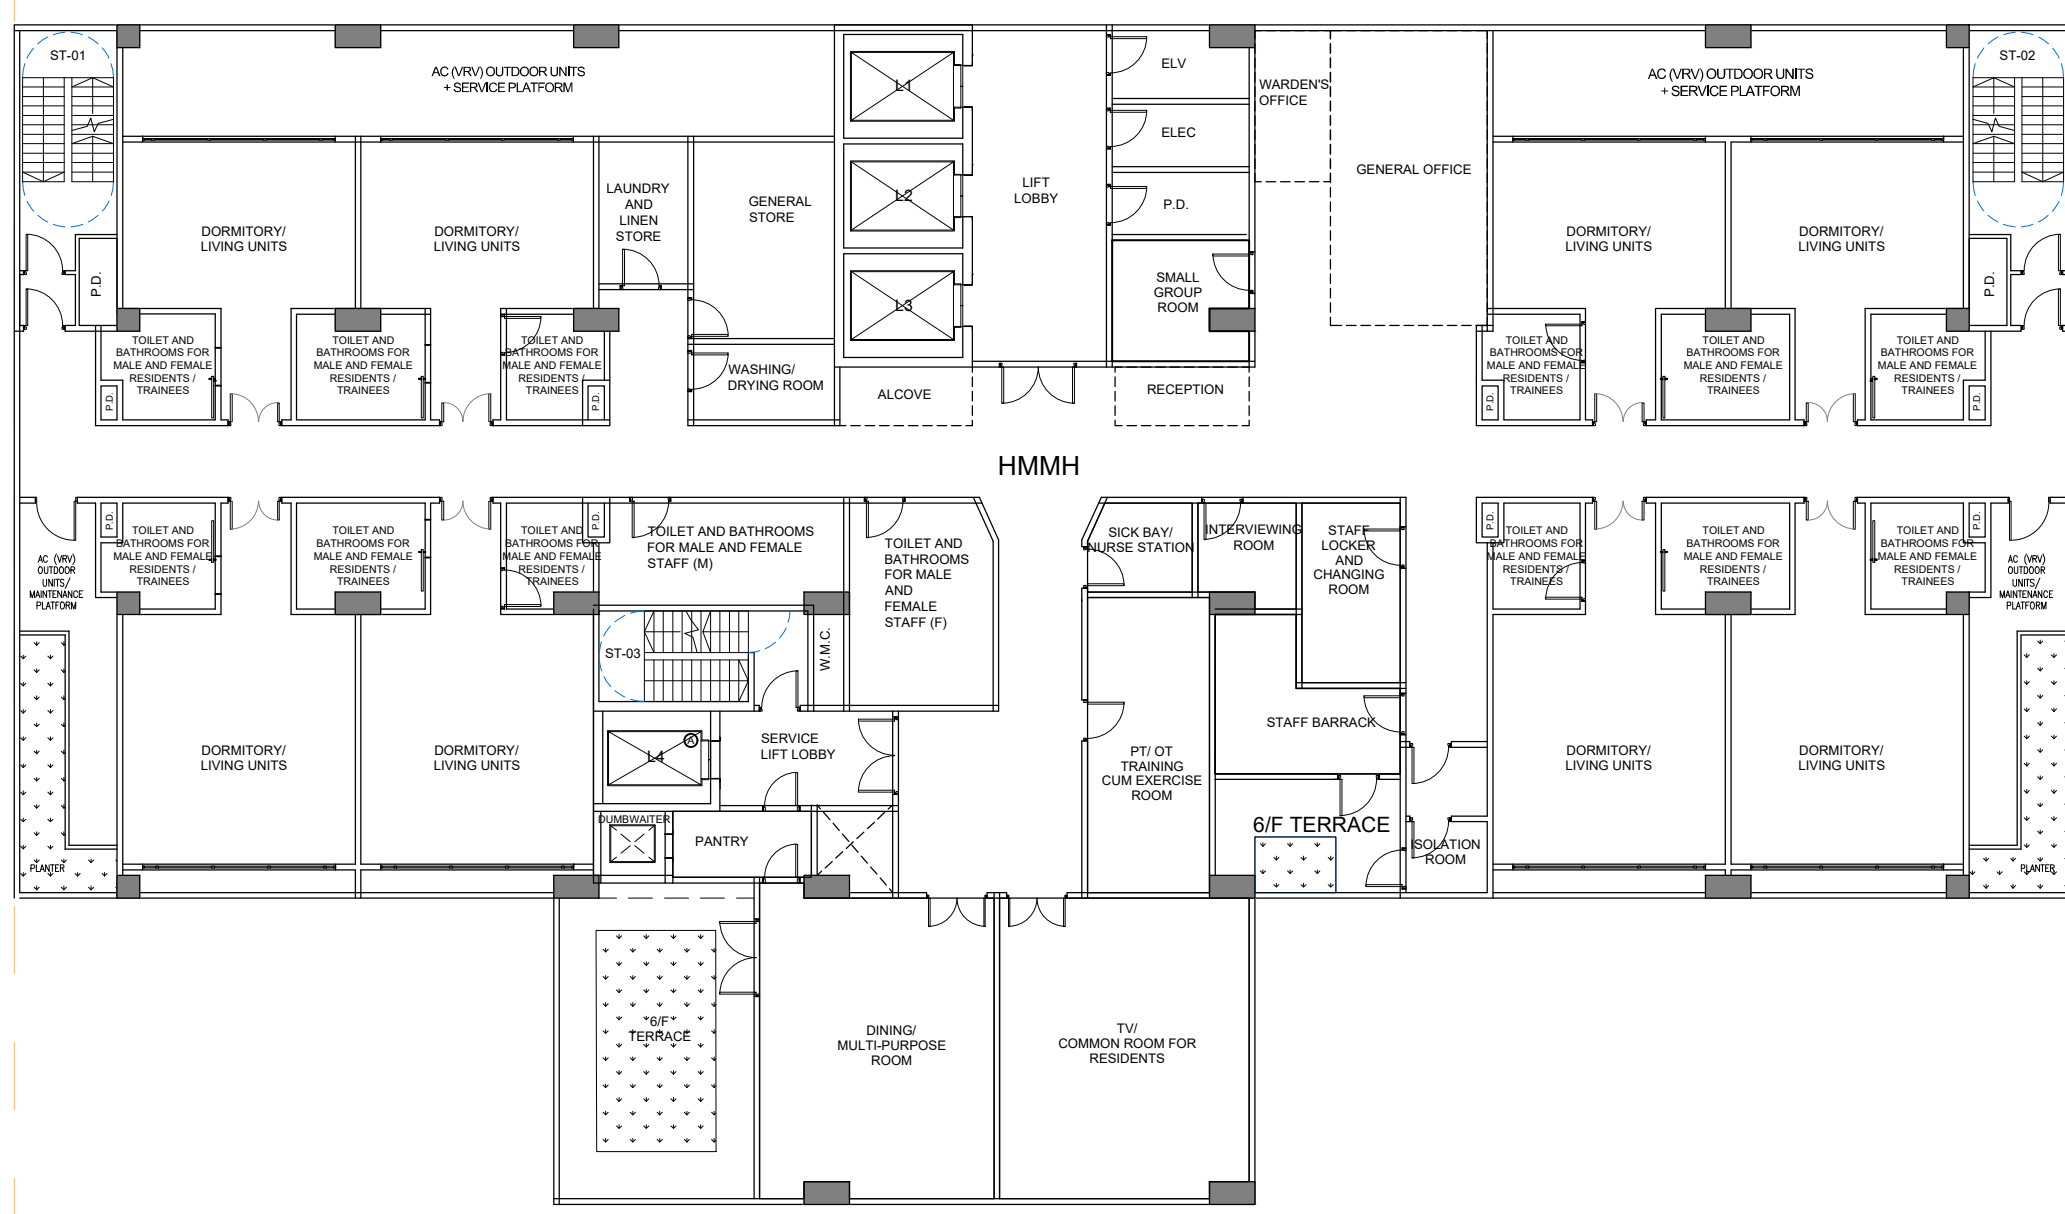 ST-01
AC (VRV) OUTDOOR UNITS
+ SERVICE PLATFORM
L1
ELV
WARDEN'S
OFFICE
AC (VRV) OUTDOOR UNITS
+ SERVICE PLATFORM
ST-02
ELEC
GENERAL OFFICE
LAUNDRY
AND
LINEN
STORE
GENERAL
STORE
L2
LIFT
LOBBY
P.D.
DORMITORY/
LIVING UNITS
DORMITORY/
LIVING UNITS
DORMITORY/
LIVING UNITS
DORMITORY/
LIVING UNITS
P.D.
L3
SMALL
GROUP
ROOM
P.D.
TOILET AND
BATHROOMS FOR
MALE AND FEMALE
RESIDENTS /
TRAINEES
TOILET AND
BATHROOMS FOR
MALE AND FEMALE
RESIDENTS /
TRAINEES
TOILET AND
BATHROOMS FOR
MALE AND FEMALE
RESIDENTS /
TRAINEES
WASHING/
DRYING ROOM
TOILET AND
BATHROOMS FOR
MALE AND FEMALE
RESIDENTS /
TRAINEES
TOILET AND
BATHROOMS FOR
MALE AND FEMALE
RESIDENTS /
TRAINEES
TOILET AND
BATHROOMS FOR
MALE AND FEMALE
RESIDENTS /
TRAINEES
P.D.
P.D.
ALCOVE
RECEPTION
P.D.
P.D.
HMMH
P.D.
TOILET AND
BATHROOMS FOR
MALE AND FEMALE
RESIDENTS /
TRAINEES
TOILET AND
BATHROOMS FOR
MALE AND FEMALE
RESIDENTS /
TRAINEES
TOILET AND
BATHROOMS FOR
MALE AND FEMALE
RESIDENTS /
TRAINEES
P.D.
TOILET AND BATHROOMS
FOR MALE AND FEMALE
STAFF (M)
TOILET AND
BATHROOMS
FOR MALE
AND
FEMALE
STAFF (F)
SICK BAY/
NURSE STATION
INTERVIEWING
ROOM
STAFF
LOCKER
AND
CHANGING
ROOM
P.D.
TOILET AND
BATHROOMS FOR
MALE AND FEMALE
RESIDENTS /
TRAINEES
TOILET AND
BATHROOMS FOR
MALE AND FEMALE
RESIDENTS /
TRAINEES
TOILET AND
BATHROOMS FOR
MALE AND FEMALE
RESIDENTS /
TRAINEES
P.D.
AC (VRV)
OUTDOOR
UNITS/
MAINTENANCE
PLATFORM
AC (VRV)
OUTDOOR
UNITS/
MAINTENANCE
PLATFORM
ST-03
W.M.C.
STAFF BARRACK
DORMITORY/
LIVING UNITS
DORMITORY/
LIVING UNITS
L4
A
SERVICE
LIFT LOBBY
PT/ OT
TRAINING
CUM EXERCISE
ROOM
DORMITORY/
LIVING UNITS
DORMITORY/
LIVING UNITS
DUMBWAITER
PANTRY
6/F TERRACE
ISOLATION
ROOM
PLANTER
PLANTER
6/F
TERRACE
DINING/
MULTI-PURPOSE
ROOM
TV/
COMMON ROOM FOR
RESIDENTS